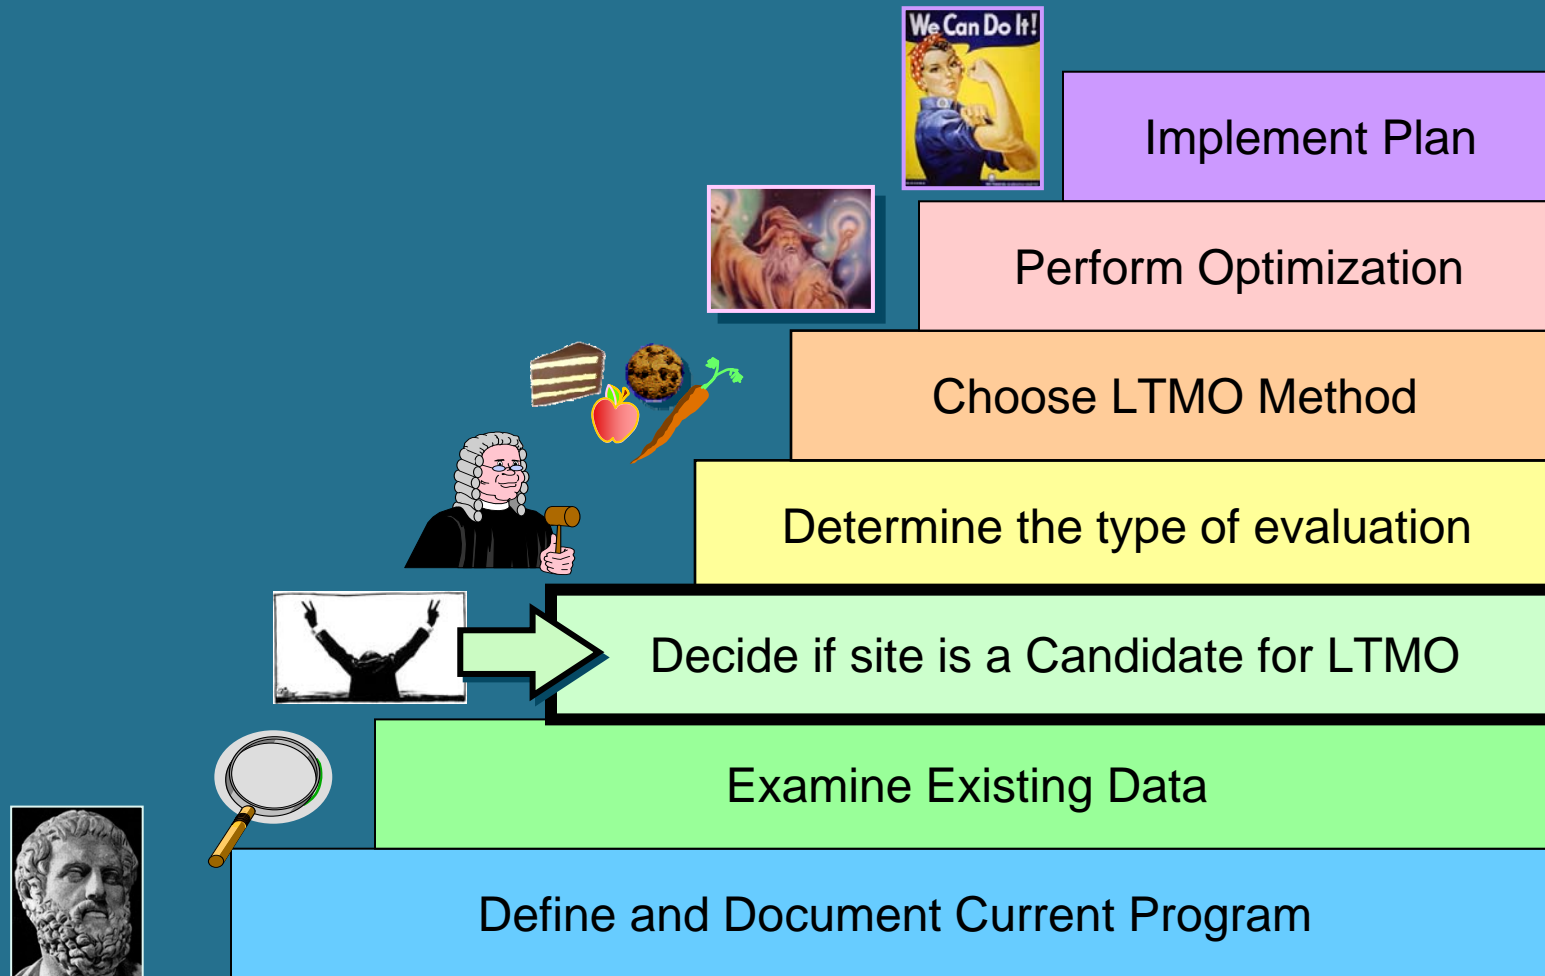 We Can Do It!
Implement Plan
Perform Optimization
Choose LTMO Method
Determine the type of evaluation
Decide if site is a Candidate for LTMO
Examine Existing Data
Define and Document Current Program